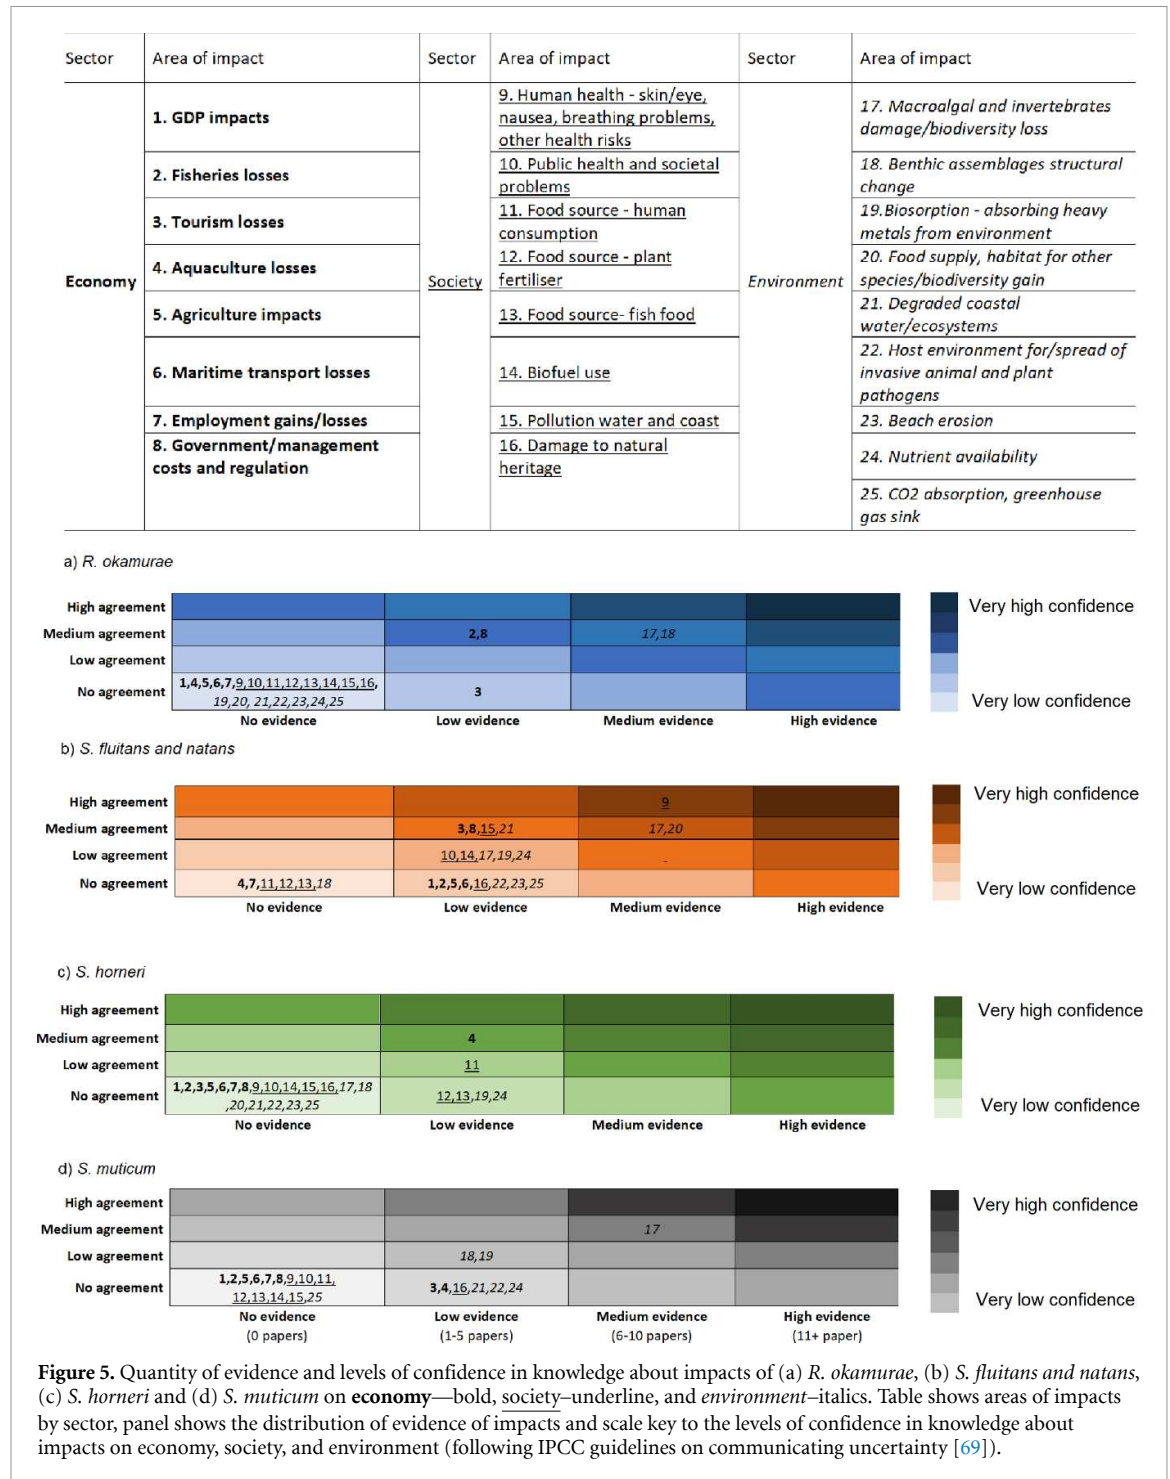 Sector Area of impact Sector Area of impact Sector Area of impact
Economy
1. GDP impacts
2. Fisheries losses
3. Tourism losses
4. Aquaculture losses
5. Agriculture impacts
6. Maritime transport losses
7. Employment gains/losses
8. Government/management
costs and regulation
Society
9. Human health - skin/eye,
nausea, breathing problems,
other health risks
10. Public health and societal
problems
11. Food source - human
consumption
12. Food source - plant
fertiliser
13. Food source- fish food
14. Biofuel use
15. Pollution water and coast
16. Damage to natural
heritage
Environment
17. Macroalgal and invertebrates
damage/biodiversity loss
18. Benthic assemblages structural
change
19.Biosorption - absorbing heavy
metals from environment
20. Food supply, habitat for other
species/biodiversity gain
21. Degraded coastal
water/ecosystems
22. Host environment for/spread of
invasive animal and plant
pathogens
23. Beach erosion
24. Nutrient availability
25. CO2 absorption, greenhouse
gas sink
a) R. okamurae
High agreement
Medium agreement 2,8 17,18
Low agreement
No agreement 1,4,5,6,7,9,10,11,12,13,14,15,16, 3
19,20, 21,22,23,24,25
No evidence Low evidence Medium evidence High evidence
Very high confidence
Very low confidence
b) S. fluitans and natans
High agreement 9
Medium agreement 3,8,15,21 17,20
Low agreement 10,14,17,19,24 -
No agreement 4,7,11,12,13,18 1,2,5,6,16,22,23,25
No evidence Low evidence Medium evidence High evidence
Very high confidence
Very low confidence
c) S. horneri
High agreement
Medium agreement 4
Low agreement 11
No agreement 1,2,3,5,6,7,8,9,10,14,15,16,17,18 12,13,19,24
,20,21,22,23,25
No evidence Low evidence Medium evidence High evidence
Very high confidence
Very low confidence
d) S. muticum
High agreement
Medium agreement 17
Low agreement 18,19
No agreement 1,2,5,6,7,8,9,10,11, 3,4,16,21,22,24
12,13,14,15,25
No evidence Low evidence Medium evidence High evidence
(0 papers) (1-5 papers) (6-10 papers) (11+ paper)
Very high confidence
Very low confidence
Figure 5. Quantity of evidence and levels of confidence in knowledge about impacts of (a) R. okamurae, (b) S. fluitans and natans,
(c) S. horneri and (d) S. muticum on economy—bold, society–underline, and environment–italics. Table shows areas of impacts
by sector, panel shows the distribution of evidence of impacts and scale key to the levels of confidence in knowledge about
impacts on economy, society, and environment (following IPCC guidelines on communicating uncertainty [69]).